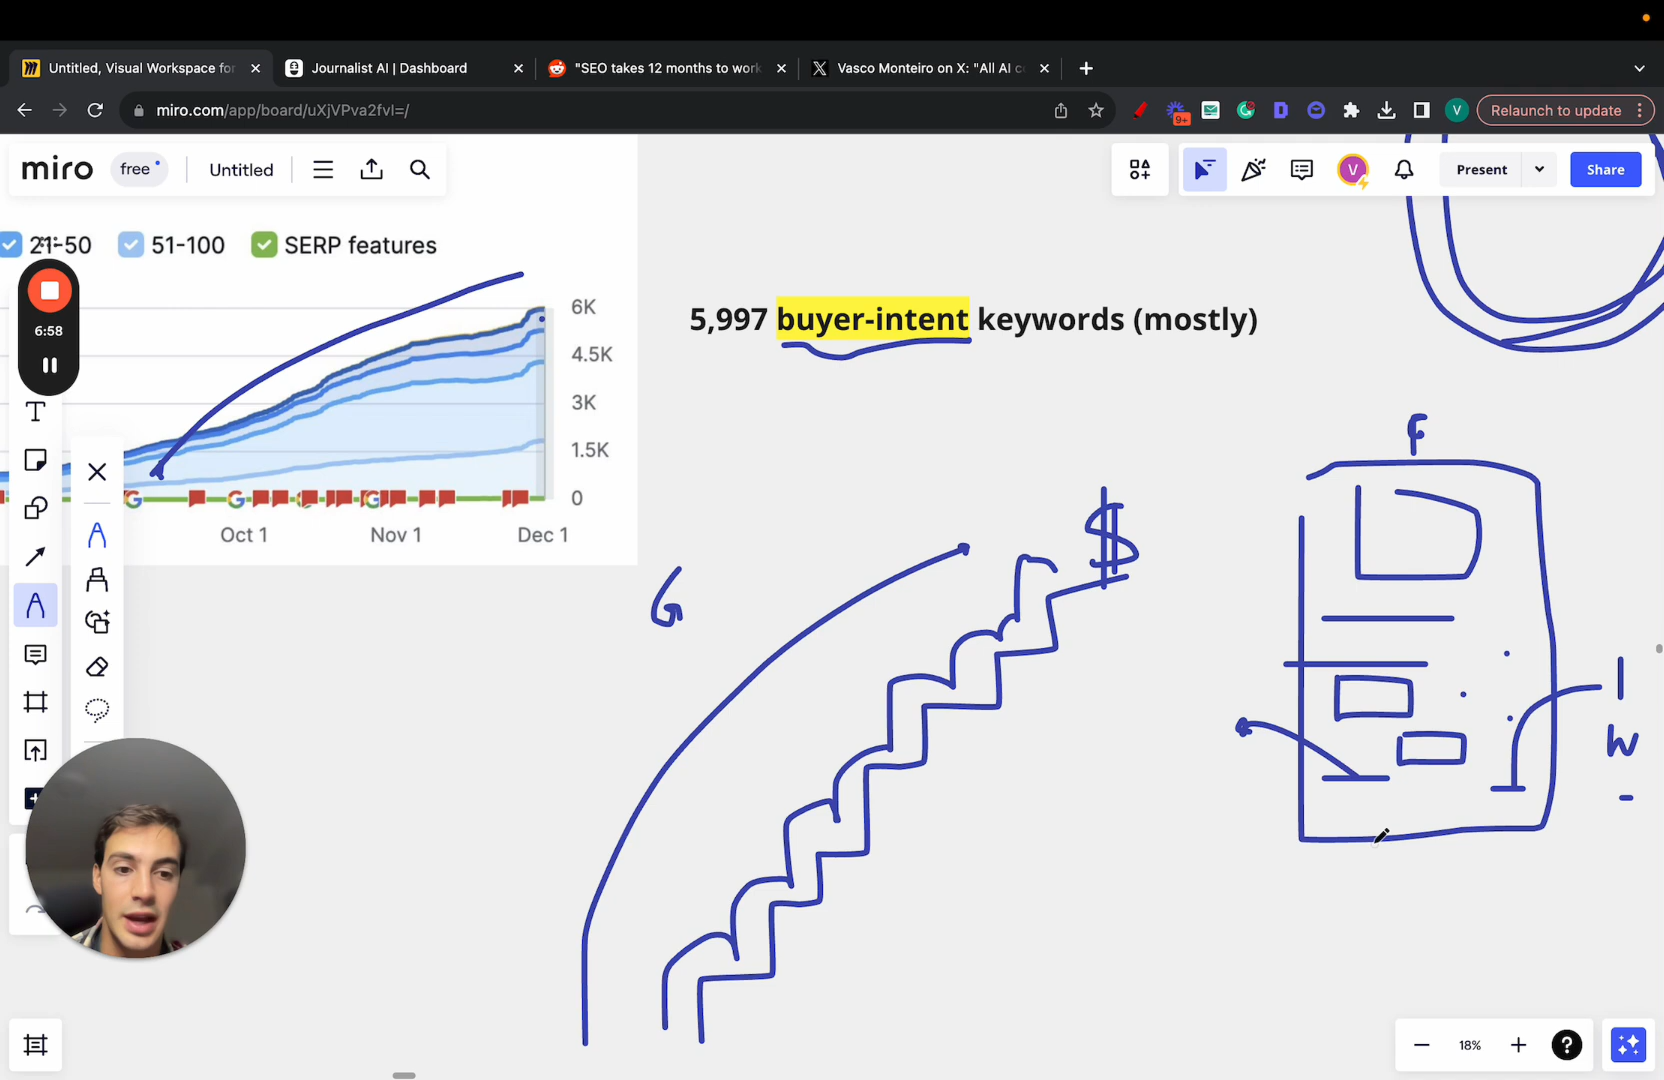 Untitled, Visual Workspace for
Journalist AI | Dashboard
"SEO takes 12 months to work
Vasco Monteiro on X: "All AI c
miro.com/app/board/uXjVPva2fvI=/
9+
D
V
Relaunch to update
miro
free
Untitled
V
Present
Share
21-50
51-100
SERP features
6:58
6K
4.5K
3K
1.5K
0
Oct 1
Nov 1
Dec 1
5,997 buyer-intent keywords (mostly)
F
$
G
1
W
T
18%